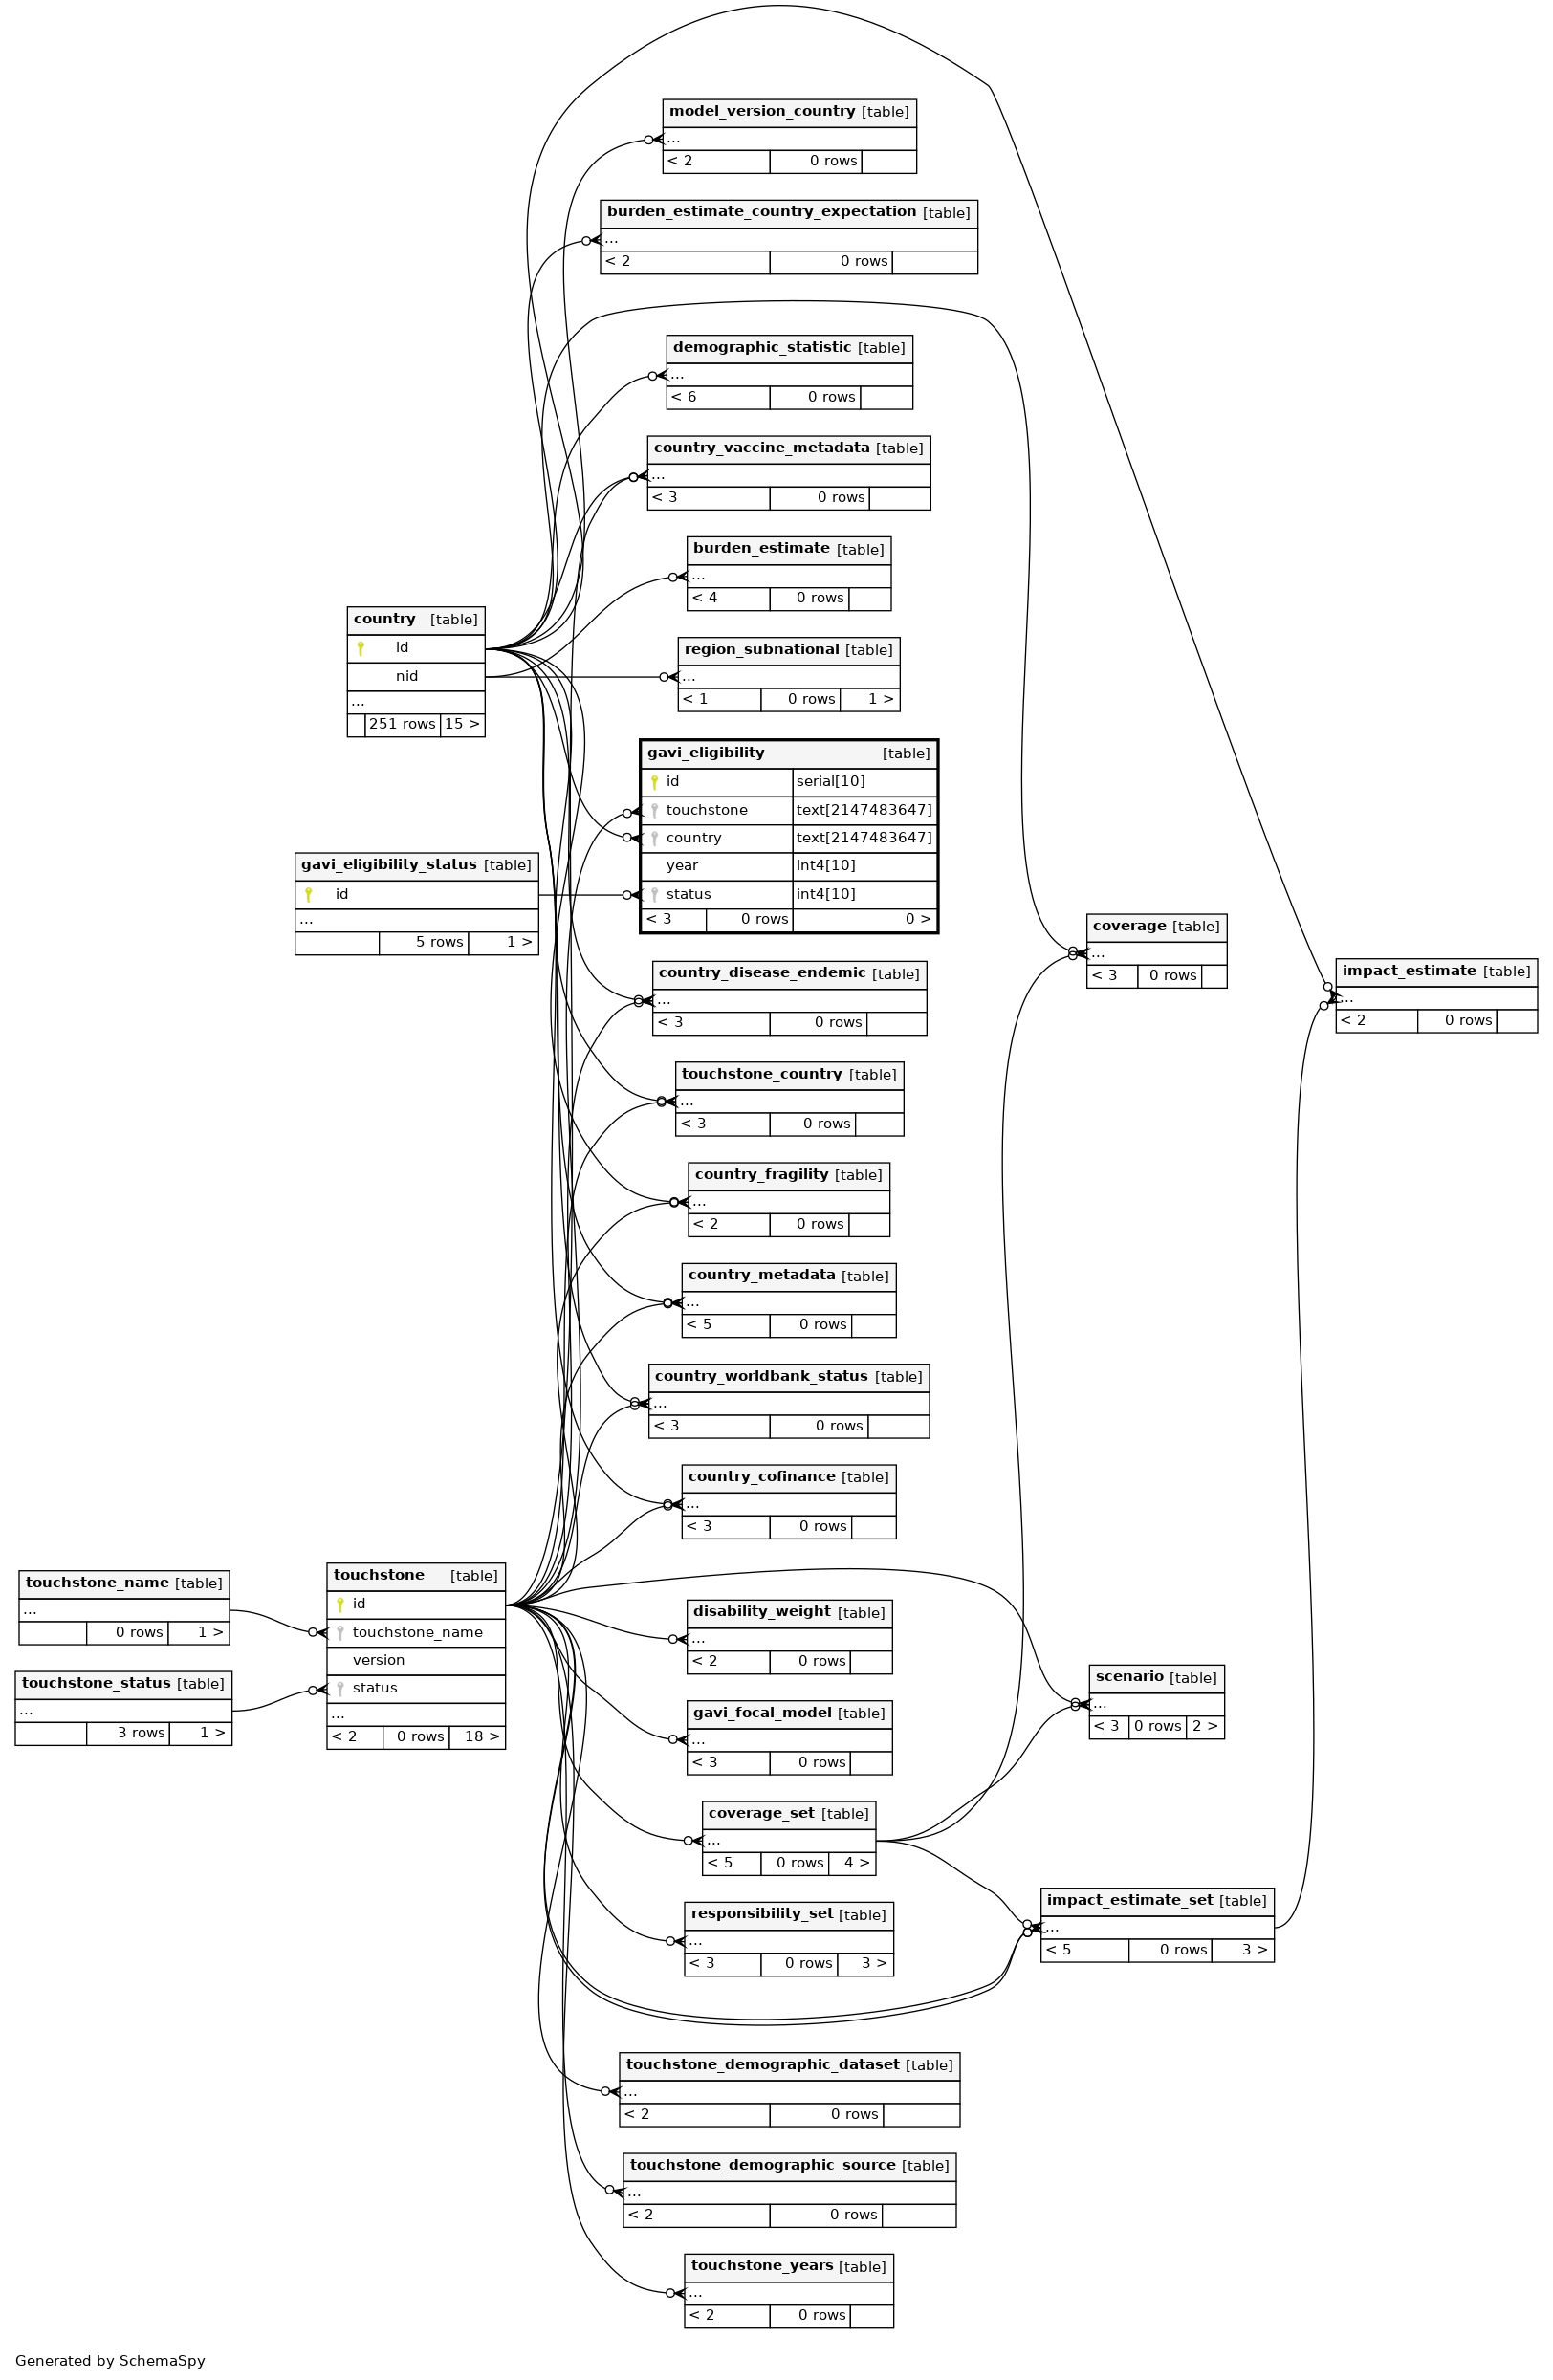 model_version_country [table]
...
< 2 0 rows
burden_estimate_country_expectation [table]
...
< 2 0 rows
demographic_statistic [table]
...
< 6 0 rows
country_vaccine_metadata [table]
...
< 3 0 rows
burden_estimate [table]
...
< 4 0 rows
country [table]
id
nid
...
251 rows 15 >
region_subnational [table]
...
< 1 0 rows 1 >
gavi_eligibility [table]
id serial[10]
touchstone text[2147483647]
country text[2147483647]
year int4[10]
status int4[10]
< 3 0 rows 0 >
gavi_eligibility_status [table]
id
...
5 rows 1 >
coverage [table]
...
< 3 0 rows
impact_estimate [table]
...
< 2 0 rows
country_disease_endemic [table]
...
< 3 0 rows
touchstone_country [table]
...
< 3 0 rows
country_fragility [table]
...
< 2 0 rows
country_metadata [table]
...
< 5 0 rows
country_worldbank_status [table]
...
< 3 0 rows
country_cofinance [table]
...
< 3 0 rows
touchstone_name [table]
...
0 rows 1 >
touchstone_status [table]
...
3 rows 1 >
touchstone [table]
id
touchstone_name
version
status
...
< 2 0 rows 18 >
disability_weight [table]
...
< 2 0 rows
scenario [table]
...
< 3 0 rows 2 >
gavi_focal_model [table]
...
< 3 0 rows
coverage_set [table]
...
< 5 0 rows 4 >
impact_estimate_set [table]
...
< 5 0 rows 3 >
responsibility_set [table]
...
< 3 0 rows 3 >
touchstone_demographic_dataset [table]
...
< 2 0 rows
touchstone_demographic_source [table]
...
< 2 0 rows
touchstone_years [table]
...
< 2 0 rows
Generated by SchemaSpy